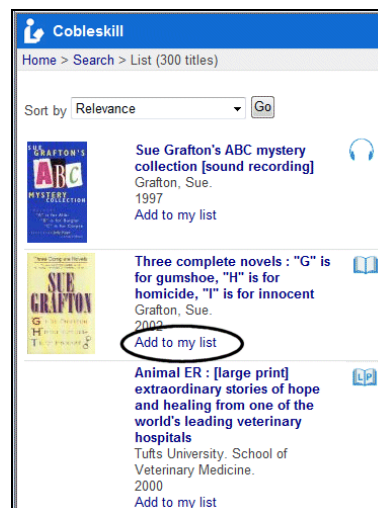 Cobleskill
Home > Search > List (300 titles)
Sort by Relevance Go
SUE
GRAFTON'S
ABC
MYSTERY
COLLECTION
Sue Grafton's ABC mystery
collection [sound recording]
Grafton, Sue.
1997
Add to my list
Three Complete Novels
SUE
GRAFTON
G
H
I
Three complete novels : "G" is
for gumshoe, "H" is for
homicide, "I" is for innocent
Grafton, Sue.
2002
Add to my list
LP
Animal ER : [large print]
extraordinary stories of hope
and healing from one of the
world's leading veterinary
hospitals
Tufts University. School of
Veterinary Medicine.
2000
Add to my list